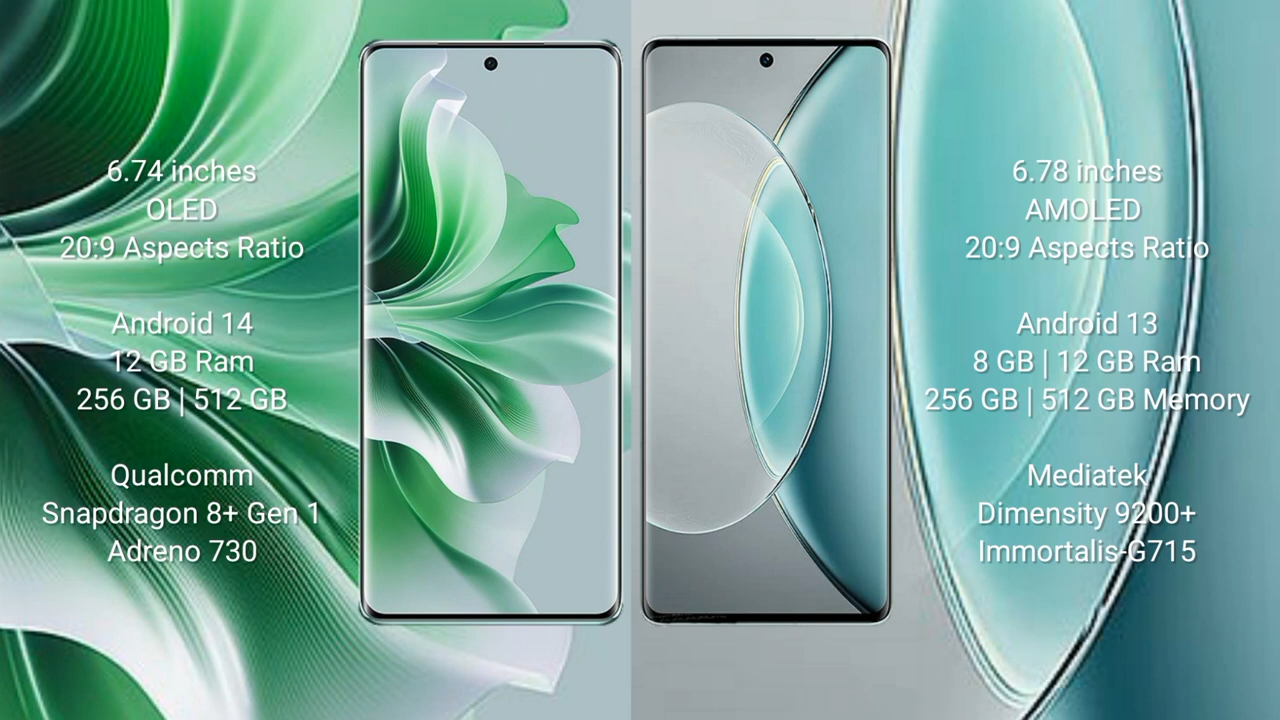 6.74 inches
OLED
20:9 Aspects Ratio
Android 14
12 GB Ram
256 GB | 512 GB
Qualcomm
Snapdragon 8+ Gen 1
Adreno 730
6.78 inches
AMOLED
20:9 Aspects Ratio
Android 13
8 GB | 12 GB Ram
256 GB | 512 GB Memory
Mediatek
Dimensity 9200+
Immortalis-G715